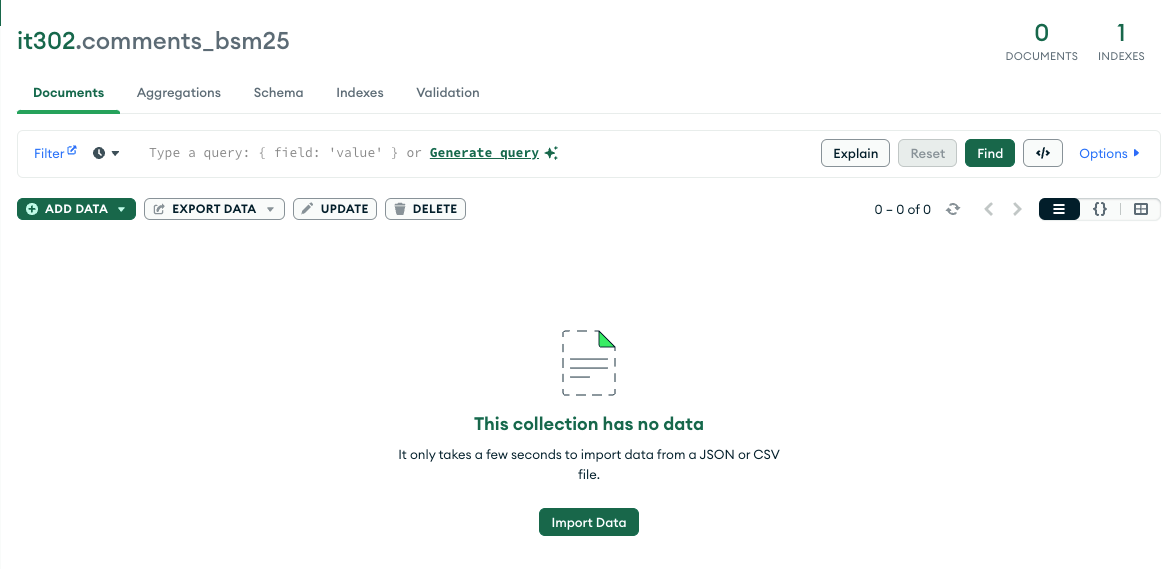 it302.comments_bsm25
0 1
DOCUMENTS INDEXES
Documents Aggregations Schema Indexes Validation
Filter Type a query: { field: 'value' } or Generate query Explain Reset Find </> Options
ADD DATA EXPORT DATA UPDATE DELETE 0 – 0 of 0 {}
This collection has no data
It only takes a few seconds to import data from a JSON or CSV
file.
Import Data